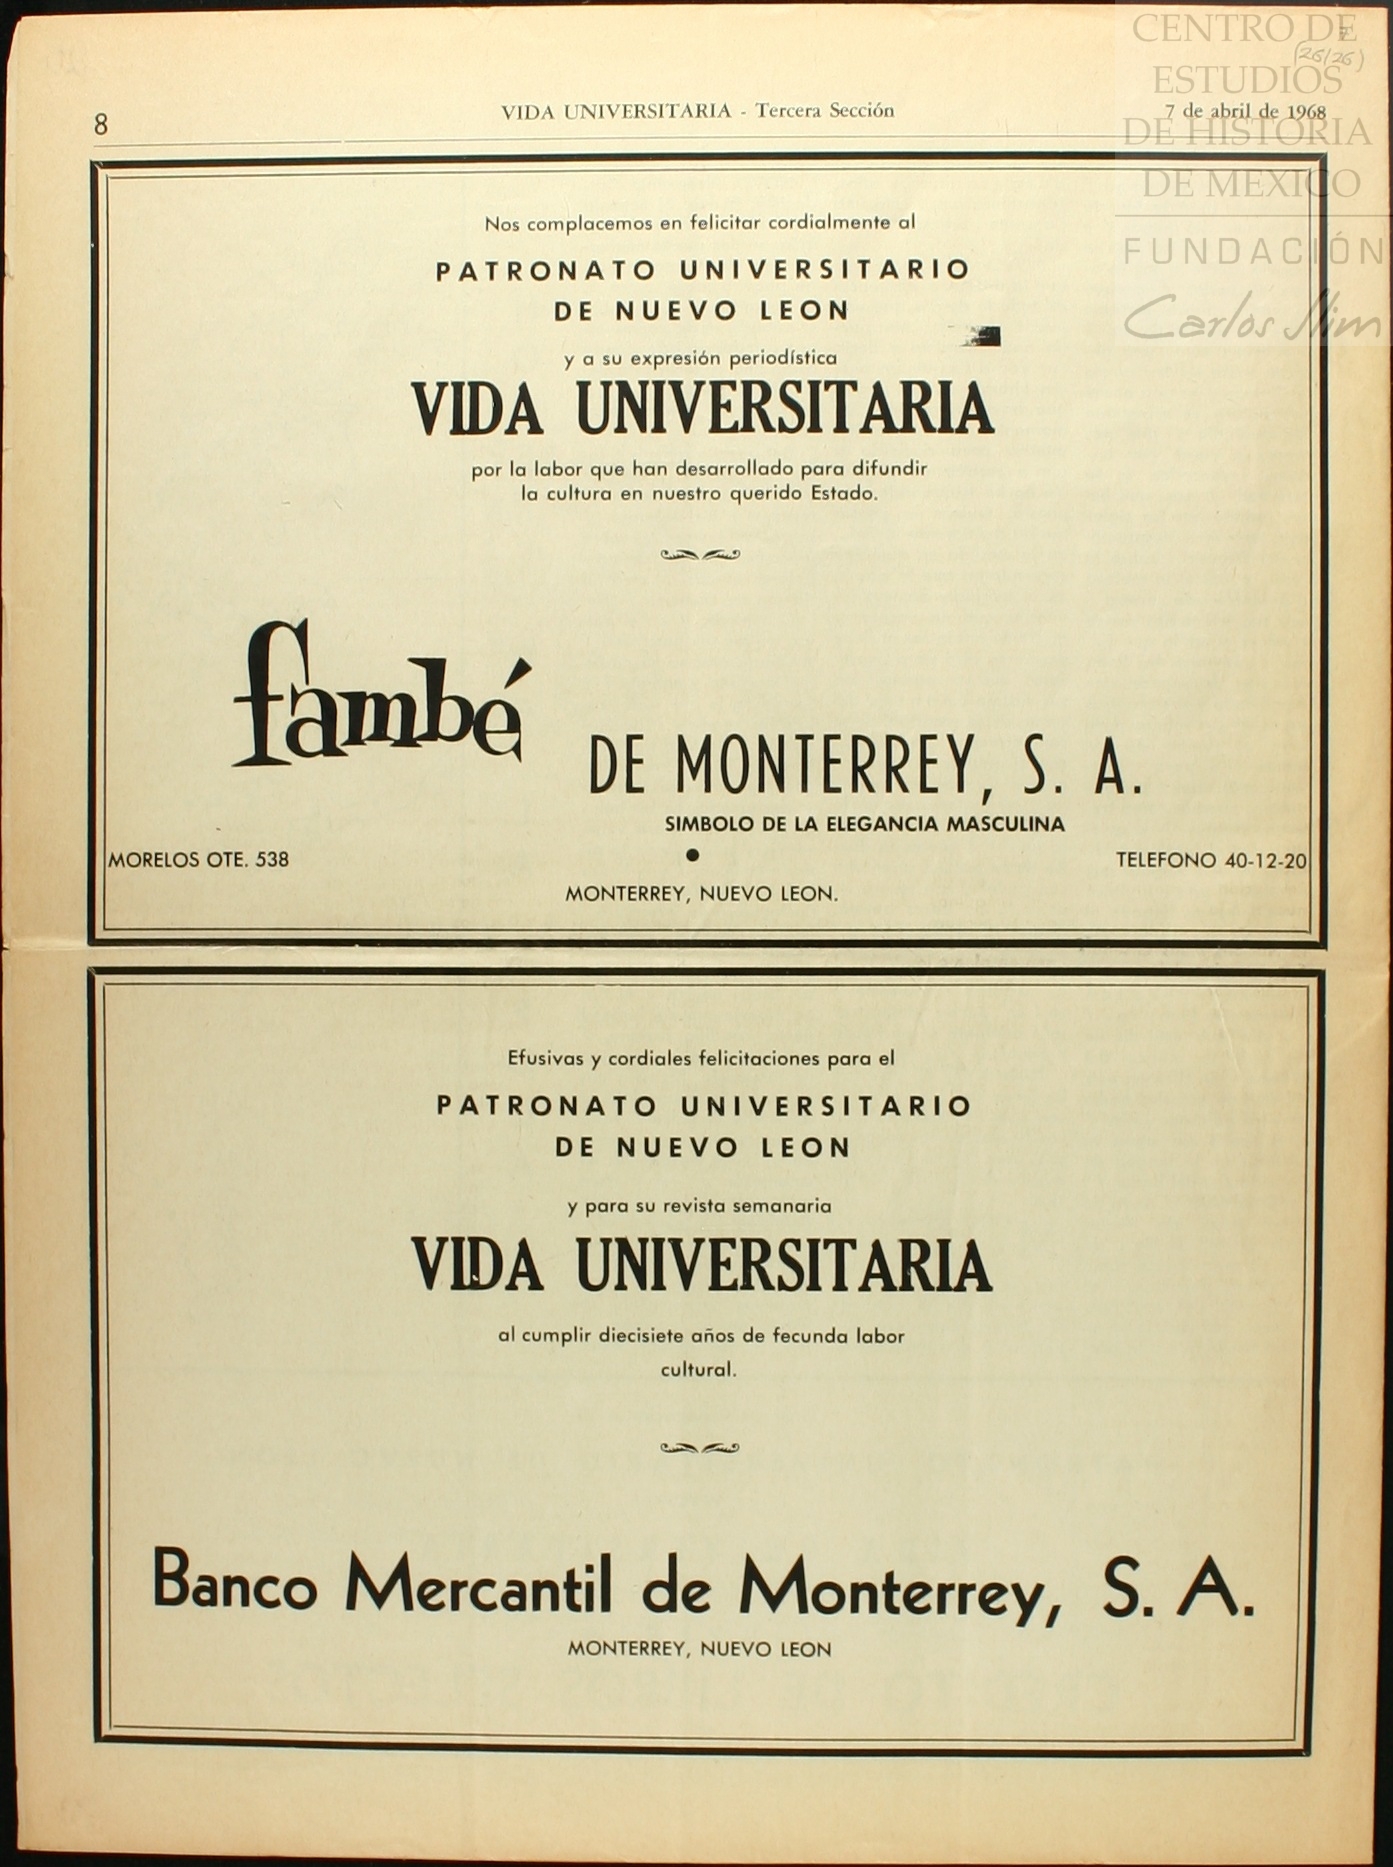 CENTRO DE
(26/26)
ESTUDIOS
8
VIDA UNIVERSITARIA - Tercera Sección
7 de abril de 1968
DE HISTORIA
DE MEXICO
FUNDACIÓN
Carlos Slim
Nos complacemos en felicitar cordialmente al
PATRONATO UNIVERSITARIO
DE NUEVO LEON
y a su expresión periodística
VIDA UNIVERSITARIA
por la labor que han desarrollado para difundir
la cultura en nuestro querido Estado.
fambé
DE MONTERREY, S. A.
SIMBOLO DE LA ELEGANCIA MASCULINA
MORELOS OTE. 538
TELEFONO 40-12-20
MONTERREY, NUEVO LEON.
Efusivas y cordiales felicitaciones para el
PATRONATO UNIVERSITARIO
DE NUEVO LEON
y para su revista semanaria
VIDA UNIVERSITARIA
al cumplir diecisiete años de fecunda labor
cultural.
Banco Mercantil de Monterrey, S. A.
MONTERREY, NUEVO LEON